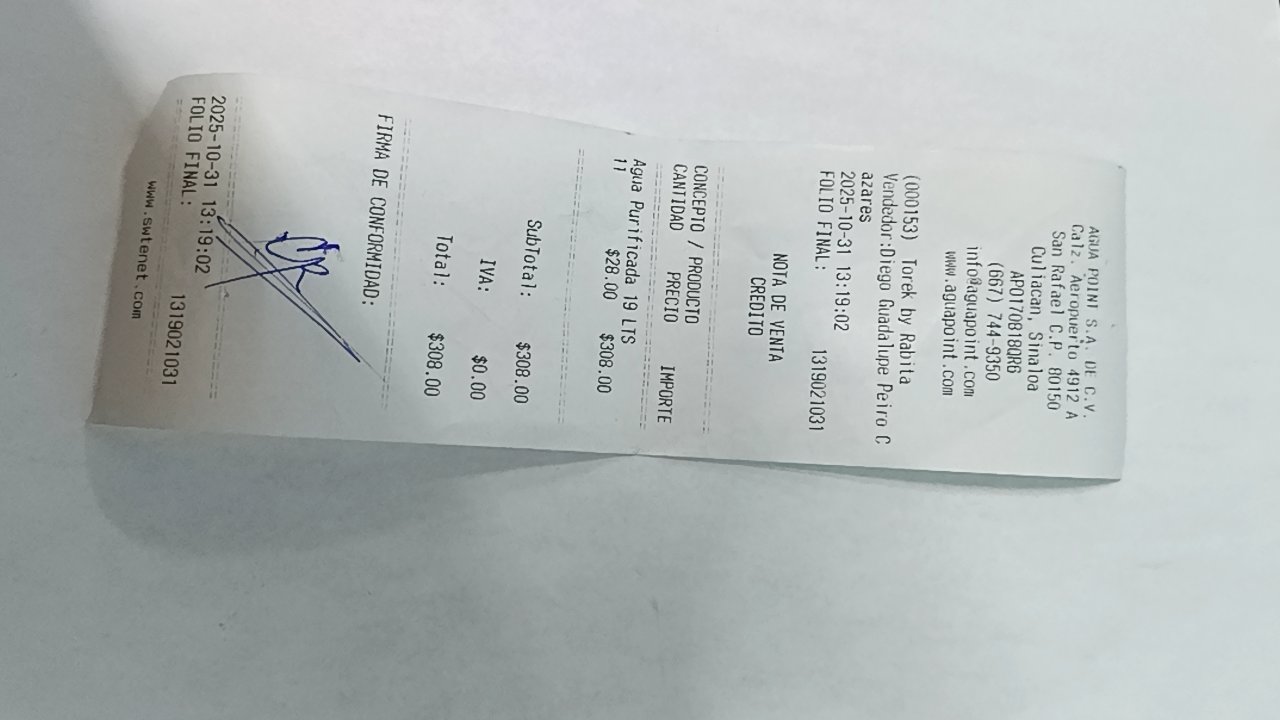 AGUA POINT S.A. DE C.V.
Calz. Aeropuerto 4912 A
San Rafael C.P. 80150
Culiacan, Sinaloa
APO170818QR6
(667) 744-9350
info@aguapoint.com
www.aguapoint.com
(000153) Torek by Rabita
Vendedor:Diego Guadalupe Peiro C
azares
2025-10-31 13:19:02
FOLIO FINAL: 1319021031
NOTA DE VENTA
CREDITO
CONCEPTO / PRODUCTO
CANTIDAD PRECIO IMPORTE
Agua Purificada 19 LTS
11 $28.00 $308.00
SubTotal: $308.00
IVA: $0.00
Total: $308.00
FIRMA DE CONFORMIDAD:
2025-10-31 13:19:02
FOLIO FINAL: 1319021031
www.swtenet.com